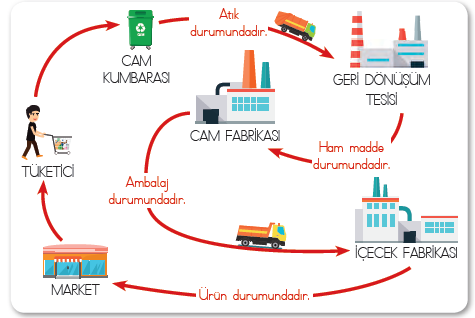 Atık
durumundadır.
CAM
KUMBARASI
GERİ DÖNÜŞÜM
TESİSİ
CAM FABRİKASI
Ham madde
durumundadır.
TÜKETİCİ
Ambalaj
durumundadır.
İÇECEK FABRİKASI
MARKET
Ürün durumundadır.